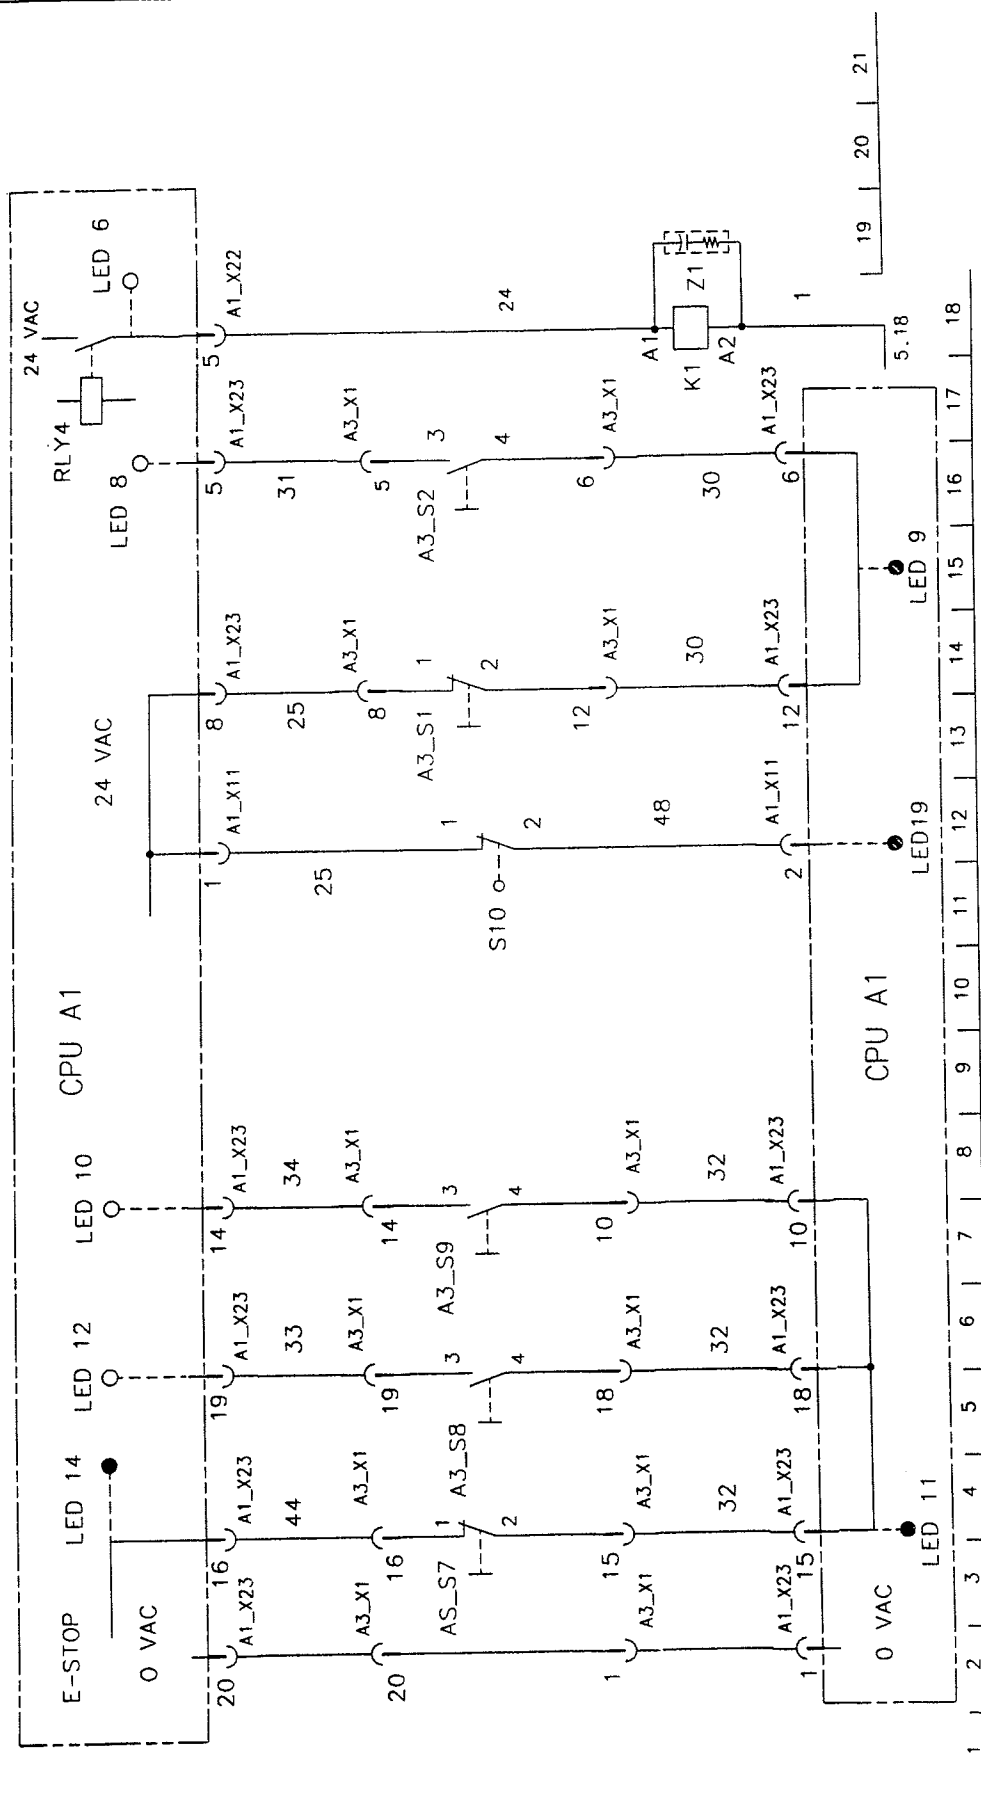 E-STOP
LED 14
LED 12
LED 10
CPU A1
24 VAC
LED 8
RLY4
24 VAC
LED 6
0 VAC
20
A1_X23
16
A1_X23
19
A1_X23
14
A1_X23
1
A1_X11
8
A1_X23
5
A1_X23
5
A1_X22
44
33
34
25
25
31
20
A3_X1
16
A3_X1
19
A3_X1
14
A3_X1
8
A3_X1
5
A3_X1
AS_S7
1
2
A3_S8
3
4
A3_S9
3
4
S10
1
2
A3_S1
1
2
A3_S2
3
4
24
1
A3_X1
15
A3_X1
18
A3_X1
10
A3_X1
12
A3_X1
6
A3_X1
32
32
32
48
30
30
A1
K1
A2
Z1
1
1
A1_X23
15
A1_X23
18
A1_X23
10
A1_X23
2
A1_X11
12
A1_X23
6
A1_X23
0 VAC
LED 11
CPU A1
LED19
LED 9
5.18
1 2 3 4 5 6 7 8 9 10 11 12 13 14 15 16 17 18
19 20 21